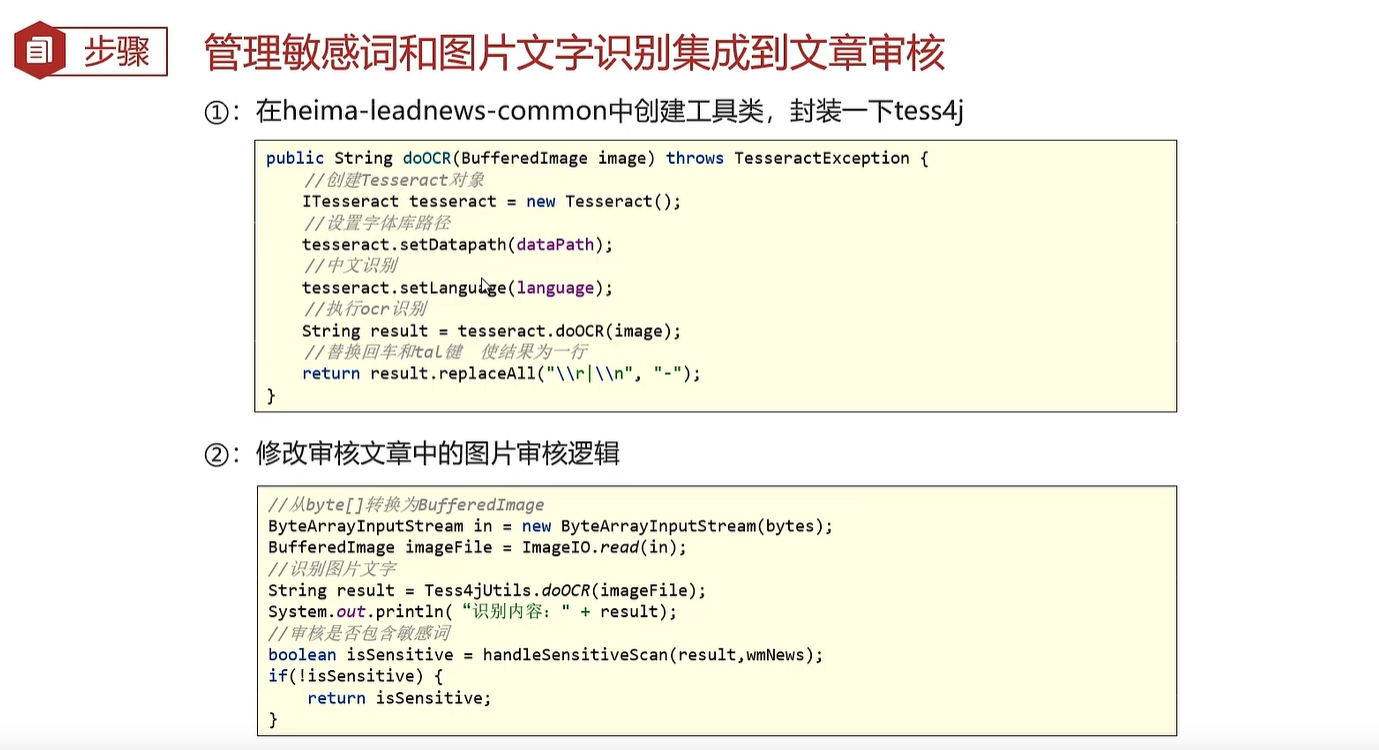 步骤
管理敏感词和图片文字识别集成到文章审核
①：在heima-leadnews-common中创建工具类，封装一下tess4j
public String doOCR(BufferedImage image) throws TesseractException {
    //创建Tesseract对象
    ITesseract tesseract = new Tesseract();
    //设置字体库路径
    tesseract.setDatapath(dataPath);
    //中文识别
    tesseract.setLanguage(language);
    //执行ocr识别
    String result = tesseract.doOCR(image);
    //替换回车和tal键  使结果为一行
    return result.replaceAll("\\r|\\n", "-");
}
②：修改审核文章中的图片审核逻辑
//从byte[]转换为BufferedImage
ByteArrayInputStream in = new ByteArrayInputStream(bytes);
BufferedImage imageFile = ImageIO.read(in);
//识别图片文字
String result = Tess4jUtils.doOCR(imageFile);
System.out.println( “识别内容：" + result);
//审核是否包含敏感词
boolean isSensitive = handleSensitiveScan(result,wmNews);
if(!isSensitive) {
    return isSensitive;
}